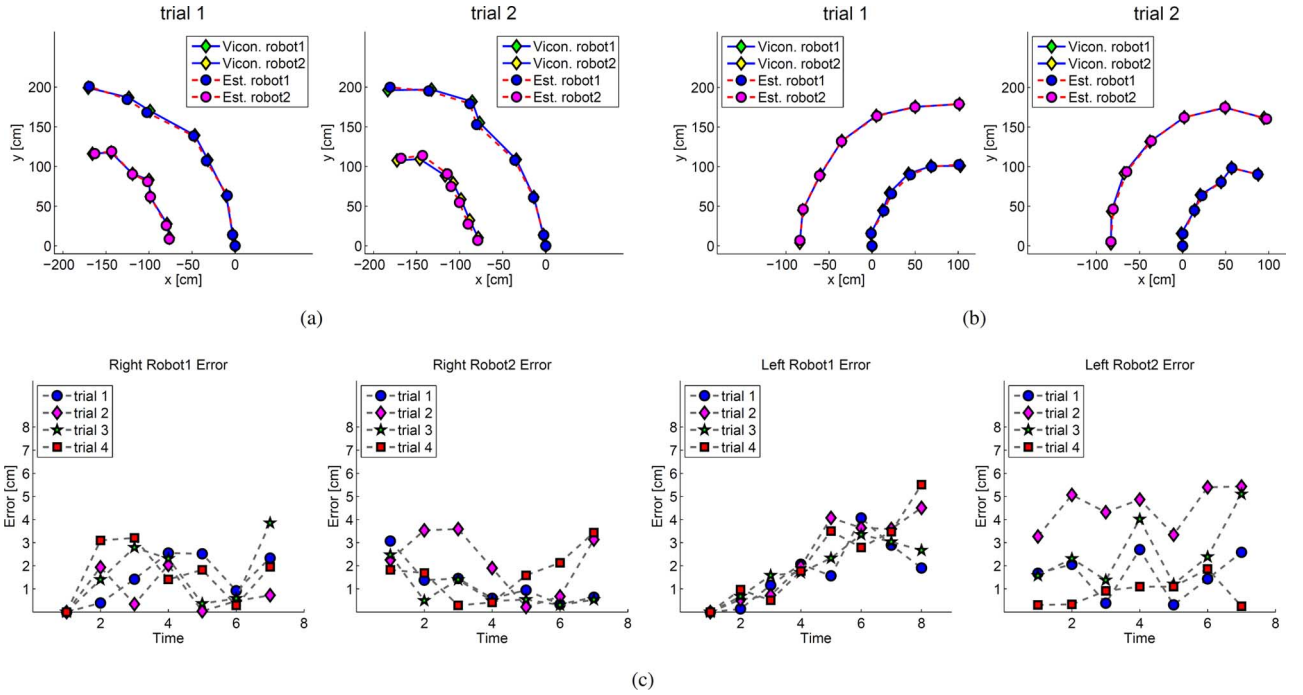 trial 1
trial 2
trial 1
trial 2
Vicon. robot1
Vicon. robot2
Est. robot1
Est. robot2
Vicon. robot1
Vicon. robot2
Est. robot1
Est. robot2
Vicon. robot1
Vicon. robot2
Est. robot1
Est. robot2
Vicon. robot1
Vicon. robot2
Est. robot1
Est. robot2
200
150
100
50
0
y [cm]
−200 −150 −100 −50 0
x [cm]
200
150
100
50
0
y [cm]
−200 −150 −100 −50 0
x [cm]
200
150
100
50
0
y [cm]
−100 −50 0 50 100
x [cm]
200
150
100
50
0
y [cm]
−100 −50 0 50 100
x [cm]
(a)
(b)
Right Robot1 Error
trial 1
trial 2
trial 3
trial 4
8
7
6
5
4
3
2
1
Error [cm]
2 4 6 8
Time
Right Robot2 Error
trial 1
trial 2
trial 3
trial 4
8
7
6
5
4
3
2
1
Error [cm]
2 4 6 8
Time
Left Robot1 Error
trial 1
trial 2
trial 3
trial 4
8
7
6
5
4
3
2
1
Error [cm]
2 4 6 8
Time
Left Robot2 Error
trial 1
trial 2
trial 3
trial 4
8
7
6
5
4
3
2
1
Error [cm]
2 4 6 8
Time
(c)